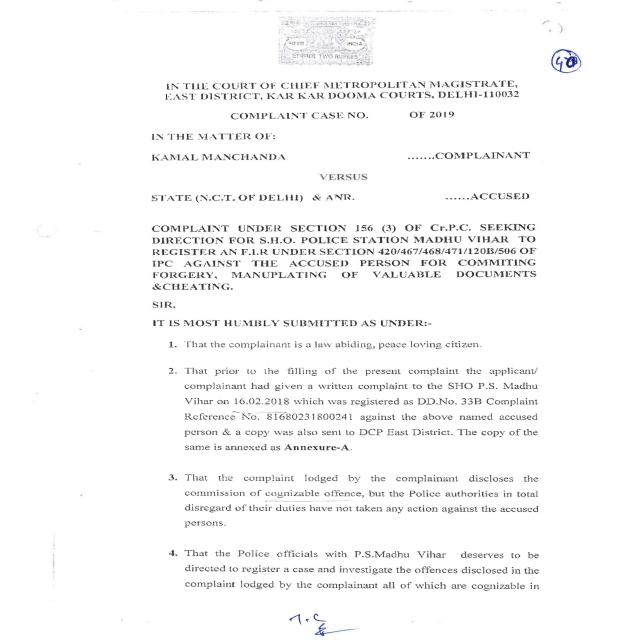 INDIA
STAMP TWO RUPEES
IN THE COURT OF CHIEF METROPOLITAN MAGISTRATE,
EAST DISTRICT, KAR KAR DOOMA COURTS, DELHI-110032
COMPLAINT CASE NO. OF 2019
IN THE MATTER OF:
KAMAL MANCHANDA .......COMPLAINANT
VERSUS
STATE (N.C.T. OF DELHI) & ANR. ......ACCUSED
COMPLAINT UNDER SECTION 156 (3) OF Cr.P.C. SEEKING
DIRECTION FOR S.H.O. POLICE STATION MADHU VIHAR TO
REGISTER AN F.I.R UNDER SECTION 420/467/468/471/120B/506 OF
IPC AGAINST THE ACCUSED PERSON FOR COMMITING
FORGERY, MANUPLATING OF VALUABLE DOCUMENTS
&CHEATING.
SIR,
IT IS MOST HUMBLY SUBMITTED AS UNDER:-
1. That the complainant is a law abiding, peace loving citizen.
2. That prior to the filling of the present complaint the applicant/
complainant had given a written complaint to the SHO P.S. Madhu
Vihar on 16.02.2018 which was registered as DD.No. 33B Complaint
Reference No. 81680231800241 against the above named accused
person & a copy was also sent to DCP East District. The copy of the
same is annexed as Annexure-A.
3. That the complaint lodged by the complainant discloses the
commission of cognizable offence, but the Police authorities in total
disregard of their duties have not taken any action against the accused
persons.
4. That the Police officials with P.S.Madhu Vihar deserves to be
directed to register a case and investigate the offences disclosed in the
complaint lodged by the complainant all of which are cognizable in
T.C